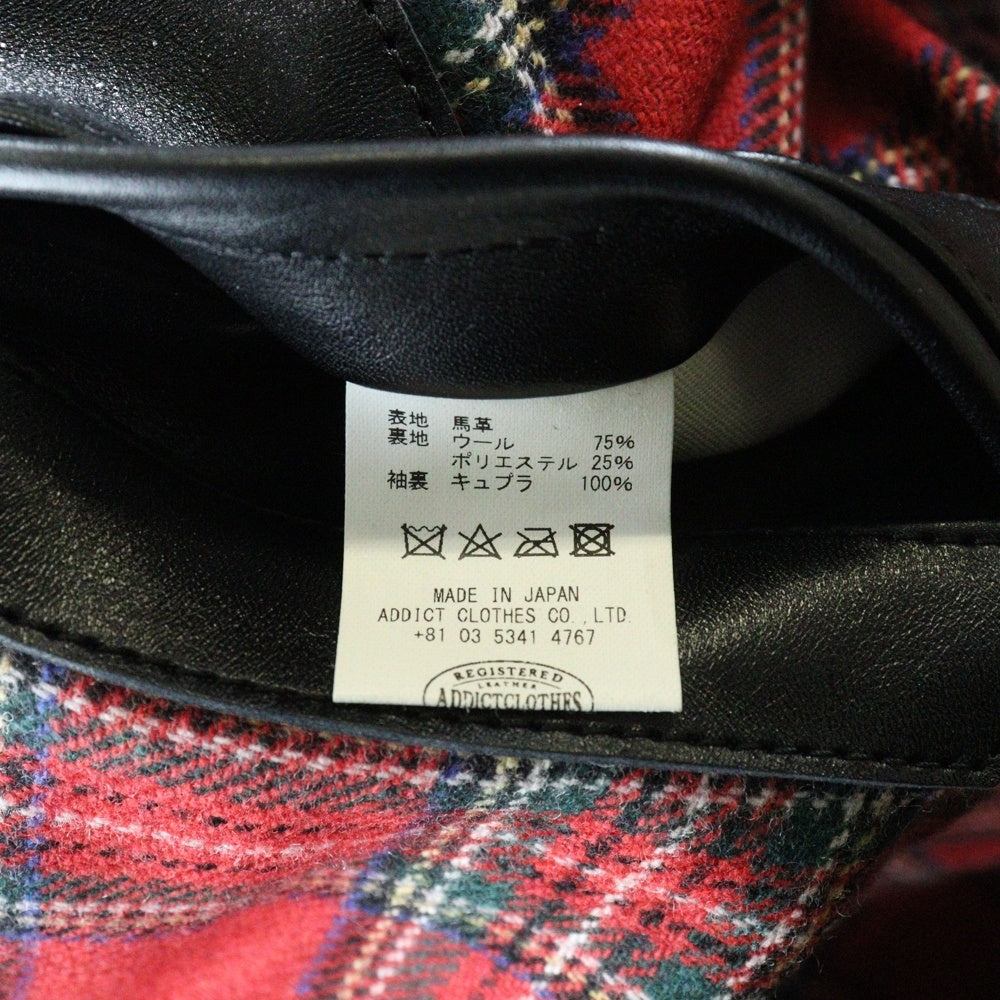 表地 馬革
裏地 ウール 75%
ポリエステル 25%
袖裏 キュプラ 100%
MADE IN JAPAN
ADDICT CLOTHES CO.,LTD.
+81 03 5341 4767
REGISTERED
LEATHER
ADDICTCLOTHES